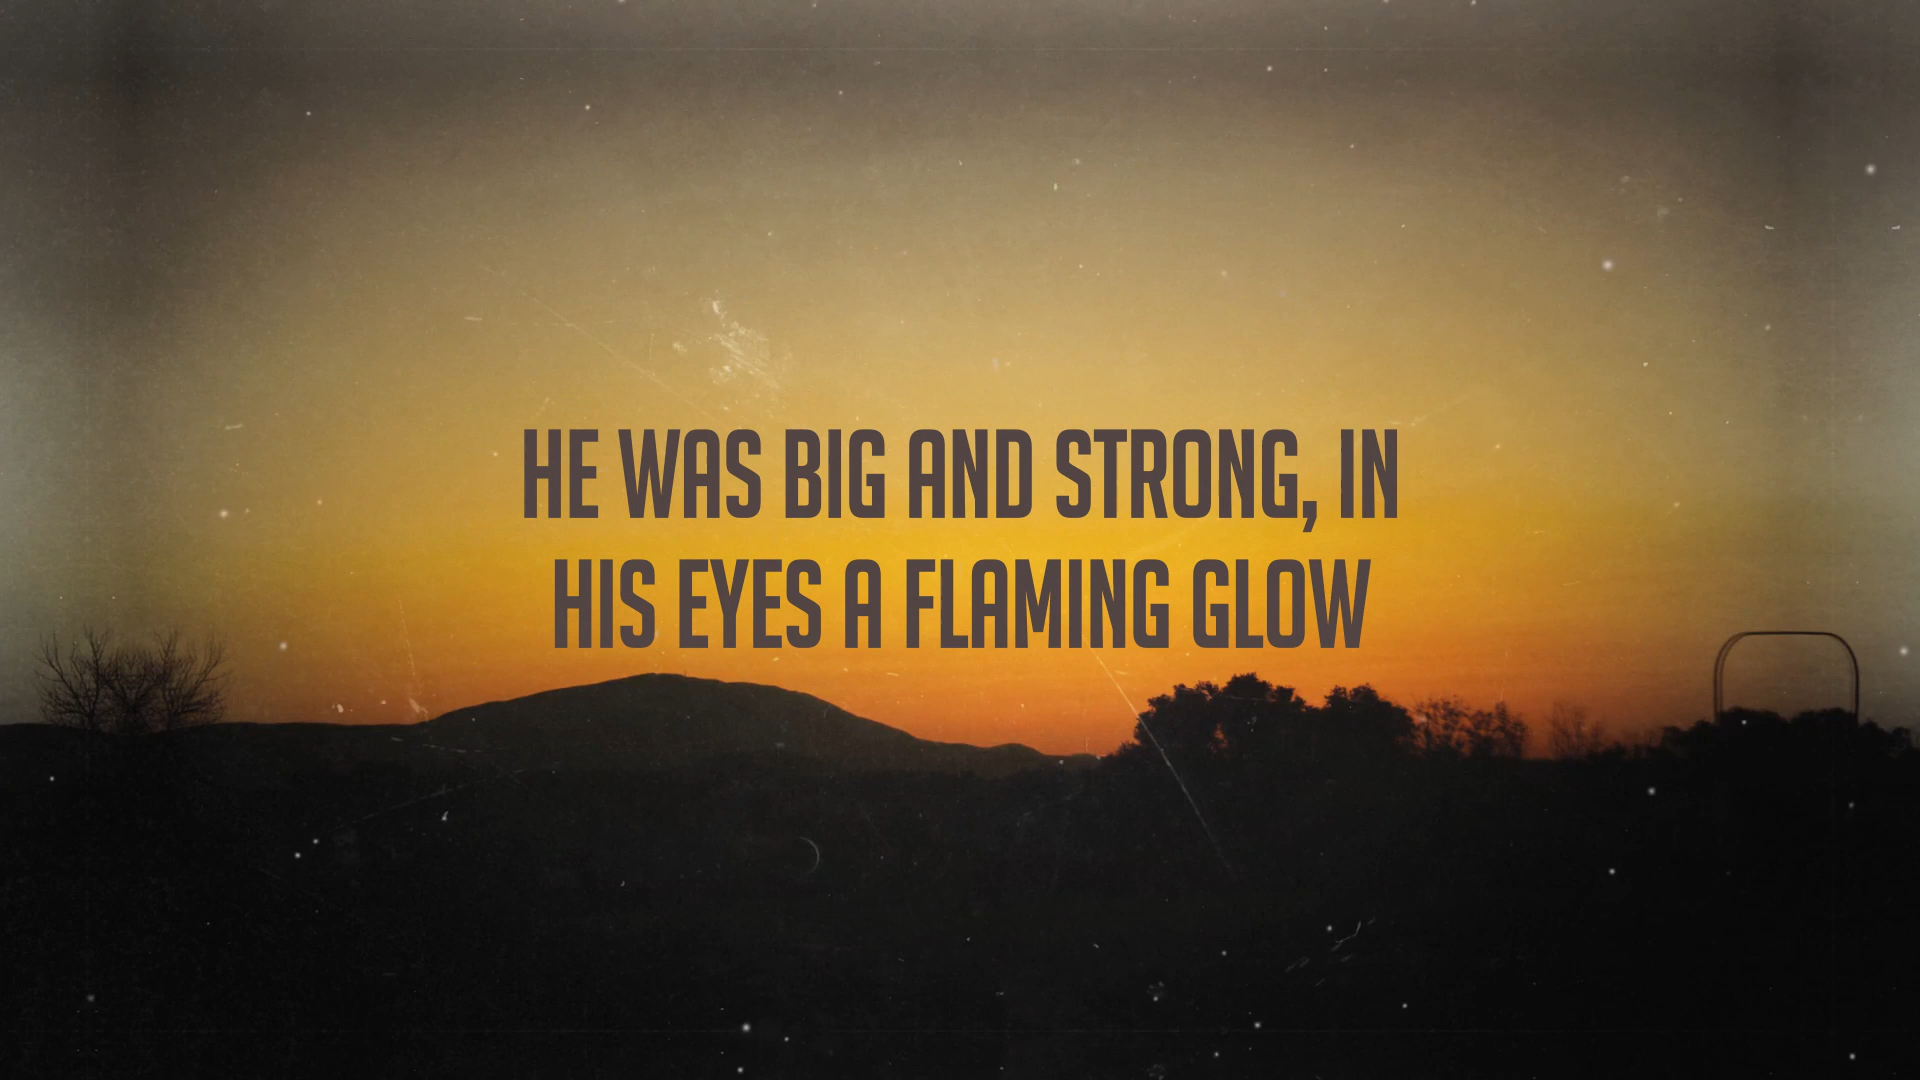 HE WAS BIG AND STRONG, IN
HIS EYES A FLAMING GLOW